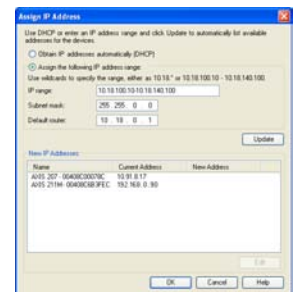 Assign IP Address
Use DHCP or enter an IP address range and click Update to automatically list available
addresses for the devices.
Obtain IP addresses automatically (DHCP)
Assign the following IP address range:
Use wildcards to specify the range, either as 10.18.* or 10.18.100.10 - 10.18.140.100.
IP range: 10.18.100.10-10.18.140.100
Subnet mask: 255 . 255 . 0 . 0
Default router: 10 . 18 . 0 . 1
Update
New IP Addresses:
Name Current Address New Address
AXIS 207 - 00408C00078C 10.91.8.17
AXIS 211M - 00408C6B3FEC 192.168.0.90
Edit
OK Cancel Help